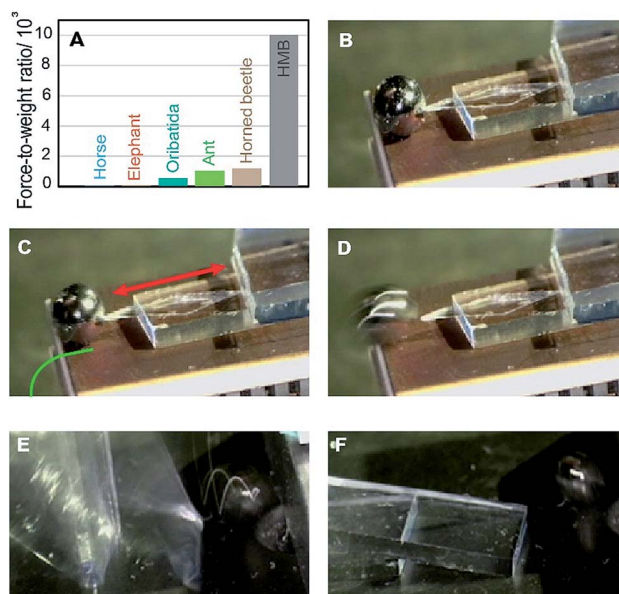 A
Force-to-weight ratio/ 10³
10
8
6
4
2
0
Horse
Elephant
Oribatida
Ant
Horned beetle
HMB
B
C
D
E
F